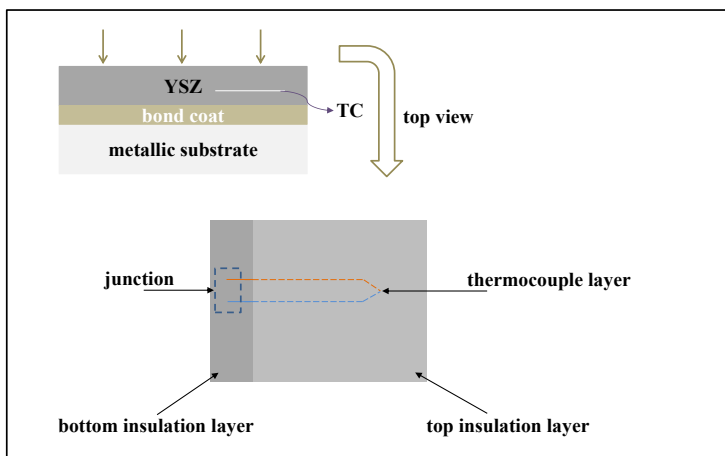 YSZ
TC
bond coat
top view
metallic substrate
junction
thermocouple layer
bottom insulation layer
top insulation layer